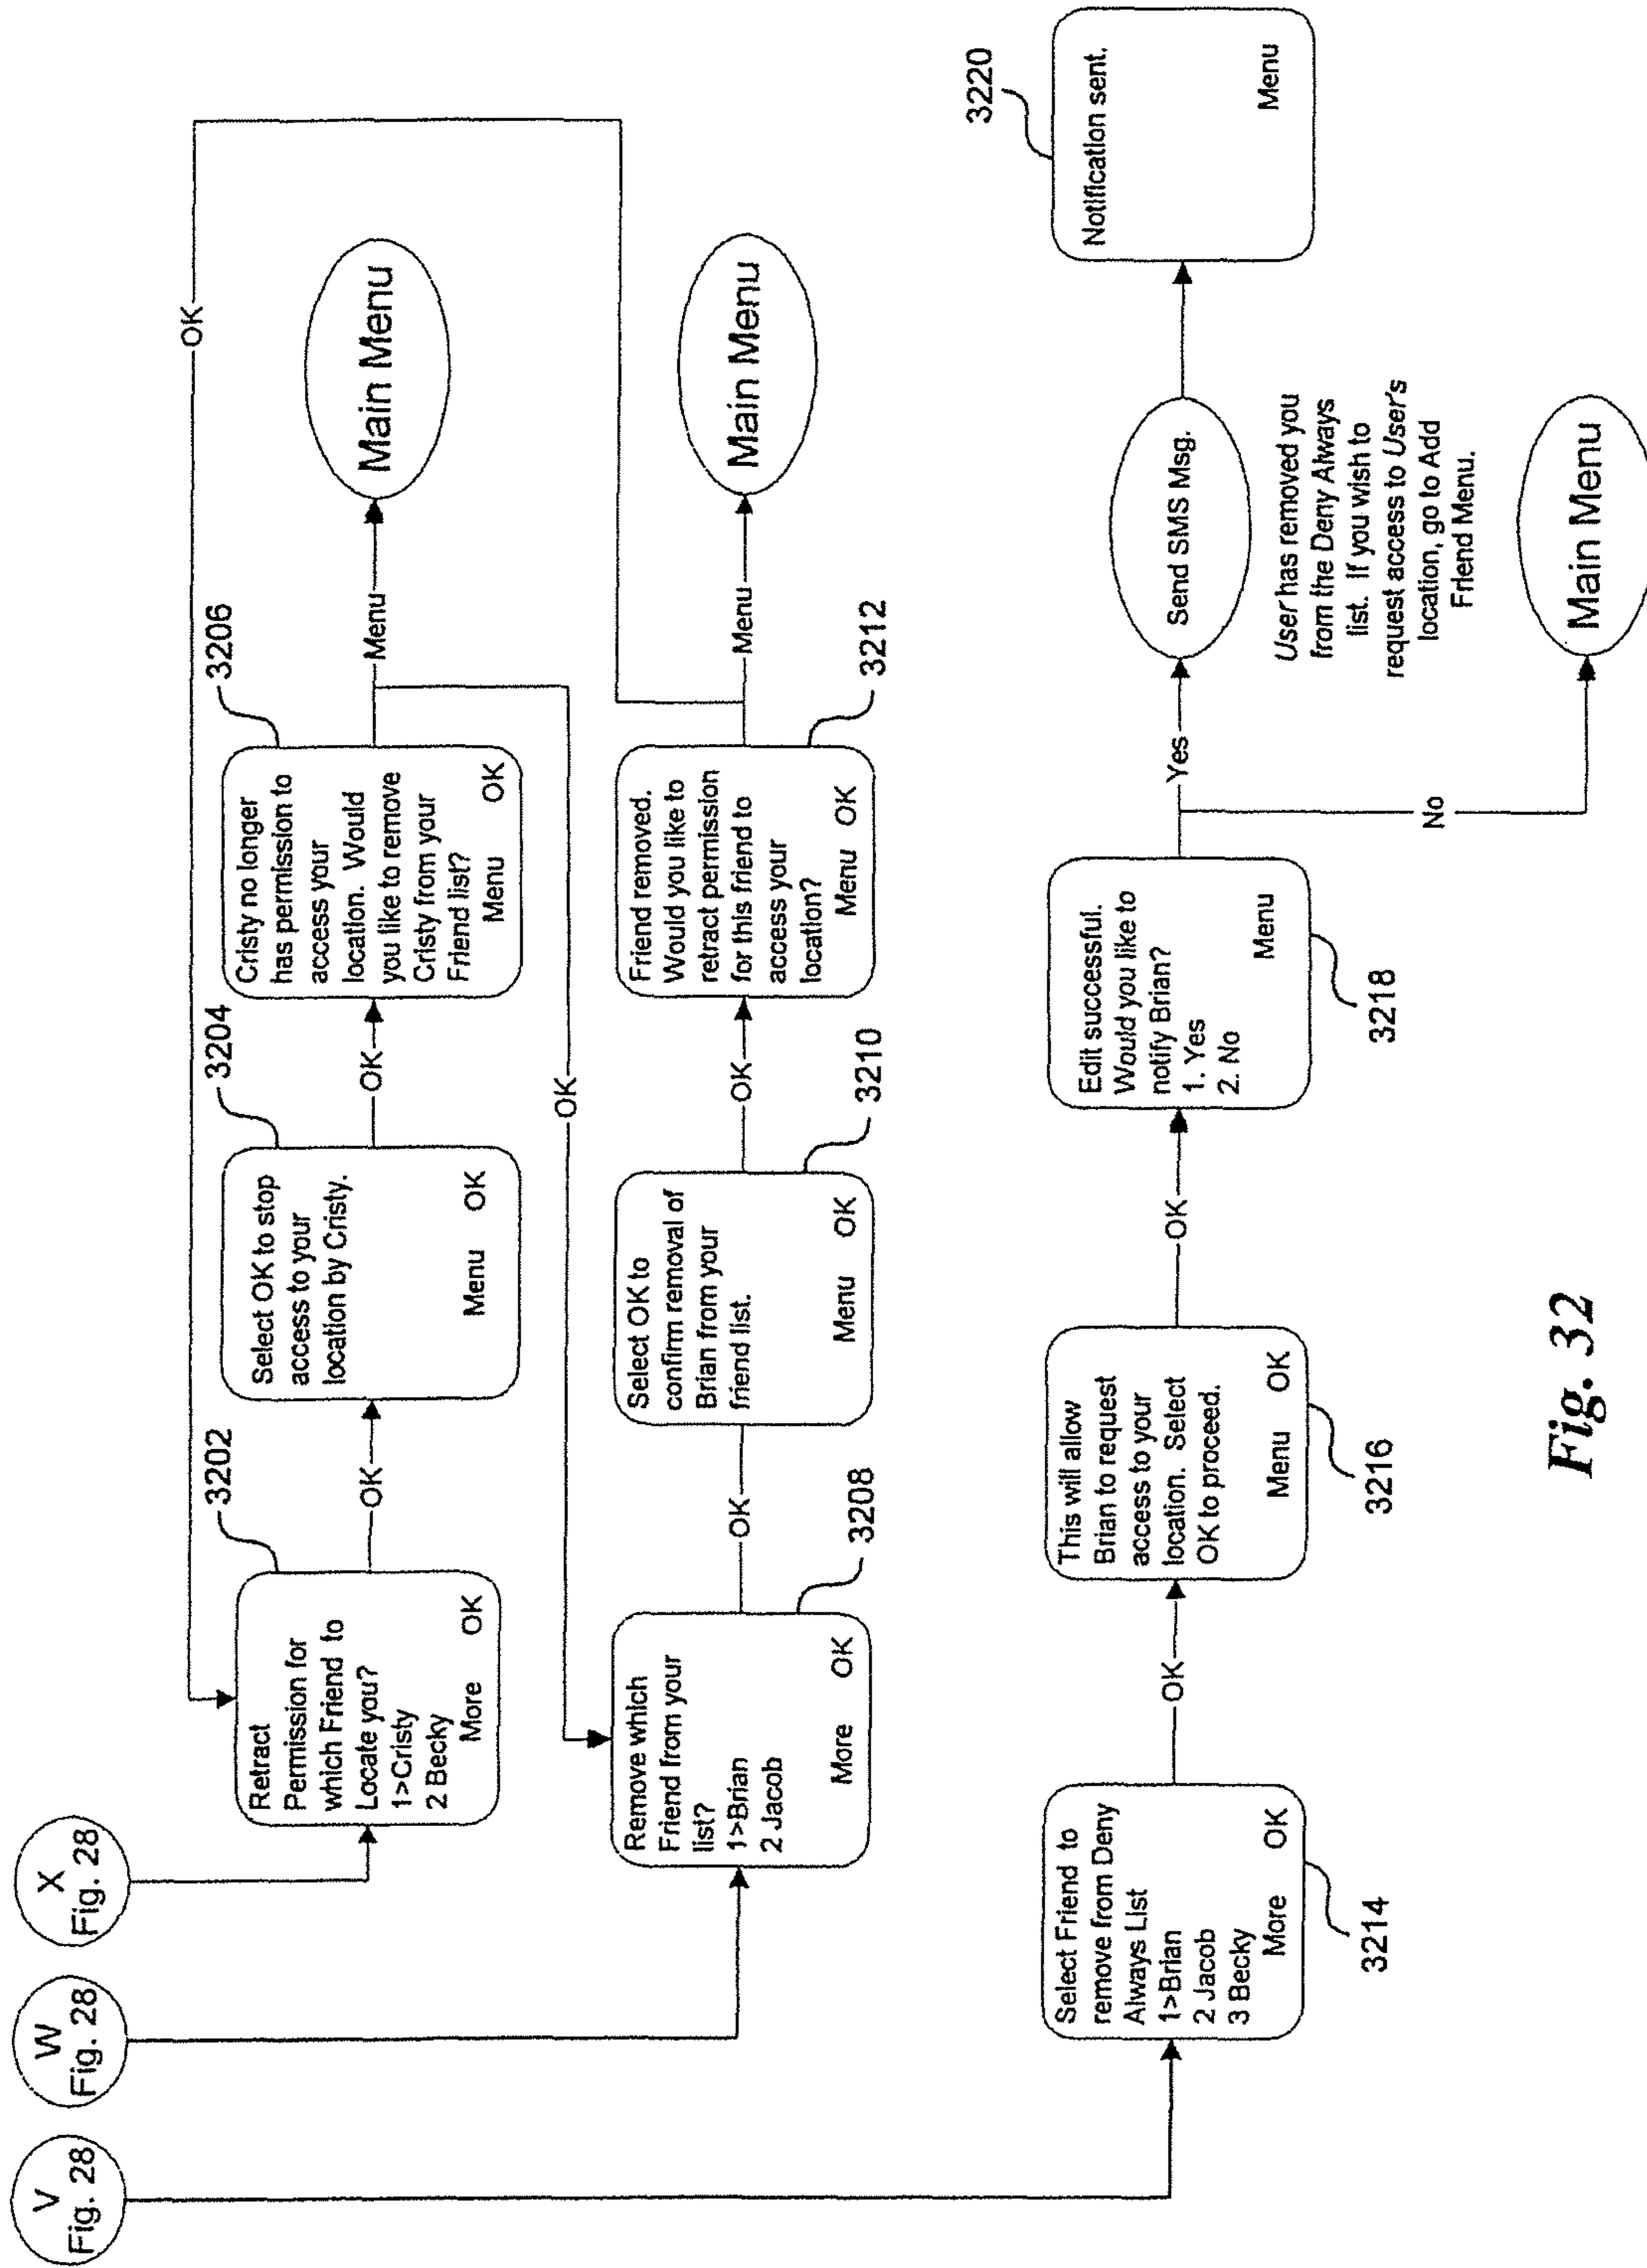 V
Fig. 28
W
Fig. 28
X
Fig. 28
Retract
Permission for
which Friend to
Locate you?
1>Cristy
2 Becky
More OK
3202
OK
Select OK to stop
access to your
location by Cristy.
Menu OK
3204
OK
Cristy no longer
has permission to
access your
location. Would
you like to remove
Cristy from your
Friend list?
Menu OK
3206
Menu
Main Menu
OK
OK
Remove which
Friend from your
list?
1>Brian
2 Jacob
More OK
3208
OK
Select OK to
confirm removal of
Brian from your
friend list.
Menu OK
3210
OK
Friend removed.
Would you like to
retract permission
for this friend to
access your
location?
Menu OK
3212
Menu
Main Menu
Select Friend to
remove from Deny
Always List
1>Brian
2 Jacob
3 Becky
More OK
3214
OK
This will allow
Brian to request
access to your
location. Select
OK to proceed.
Menu OK
3216
OK
Edit successful.
Would you like to
notify Brian?
1. Yes
2. No
Menu
3218
Yes
No
Send SMS Msg.
User has removed you
from the Deny Always
list. If you wish to
request access to User's
location, go to Add
Friend Menu.
Main Menu
Notification sent.
Menu
3220
Fig. 32